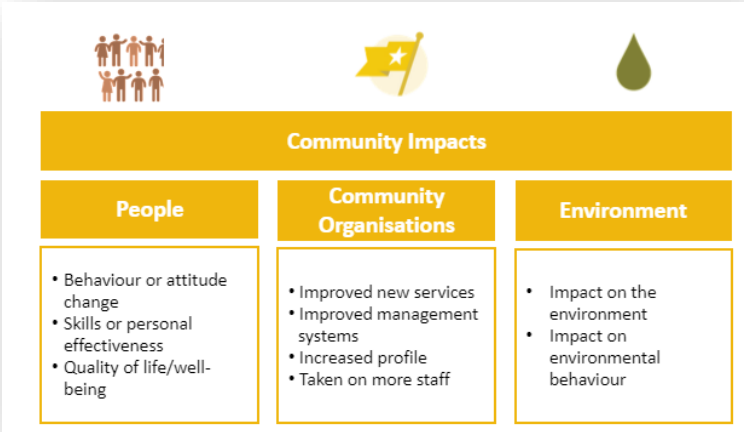 Community Impacts
People
Community
Organisations
Environment
• Behaviour or attitude
change
• Skills or personal
effectiveness
• Quality of life/well-
being
• Improved new services
• Improved management
systems
• Increased profile
• Taken on more staff
• Impact on the
environment
• Impact on
environmental
behaviour